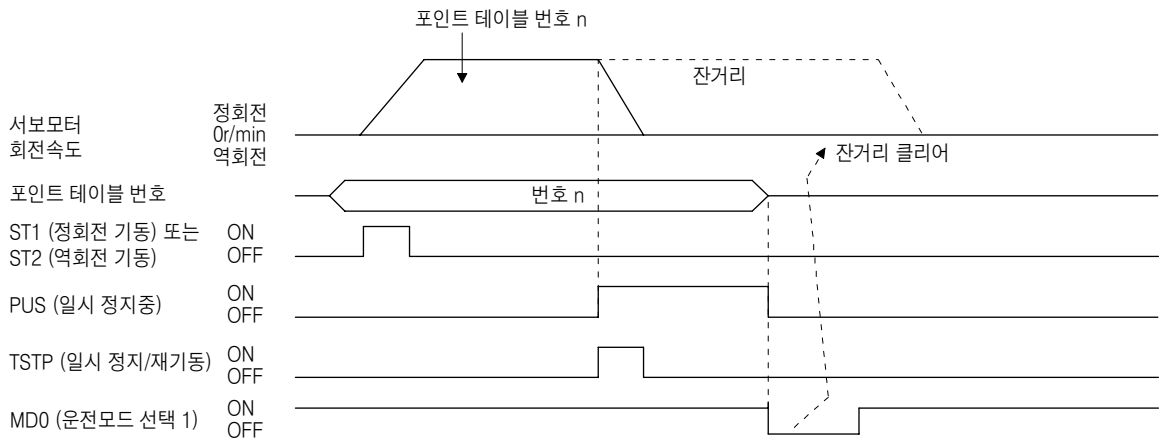 포인트 테이블 번호 n
잔거리
서보모터
회전속도
정회전
0r/min
역회전
잔거리 클리어
포인트 테이블 번호
번호 n
ST1 (정회전 기동) 또는
ST2 (역회전 기동)
ON
OFF
PUS (일시 정지중)
ON
OFF
TSTP (일시 정지/재기동)
ON
OFF
MD0 (운전모드 선택 1)
ON
OFF